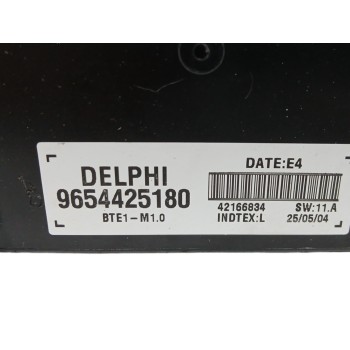 DELPHI
9654425180
BTE1-M1.0
DATE:E4
42166834 SW:11.A
INDTEX:L 25/05/04